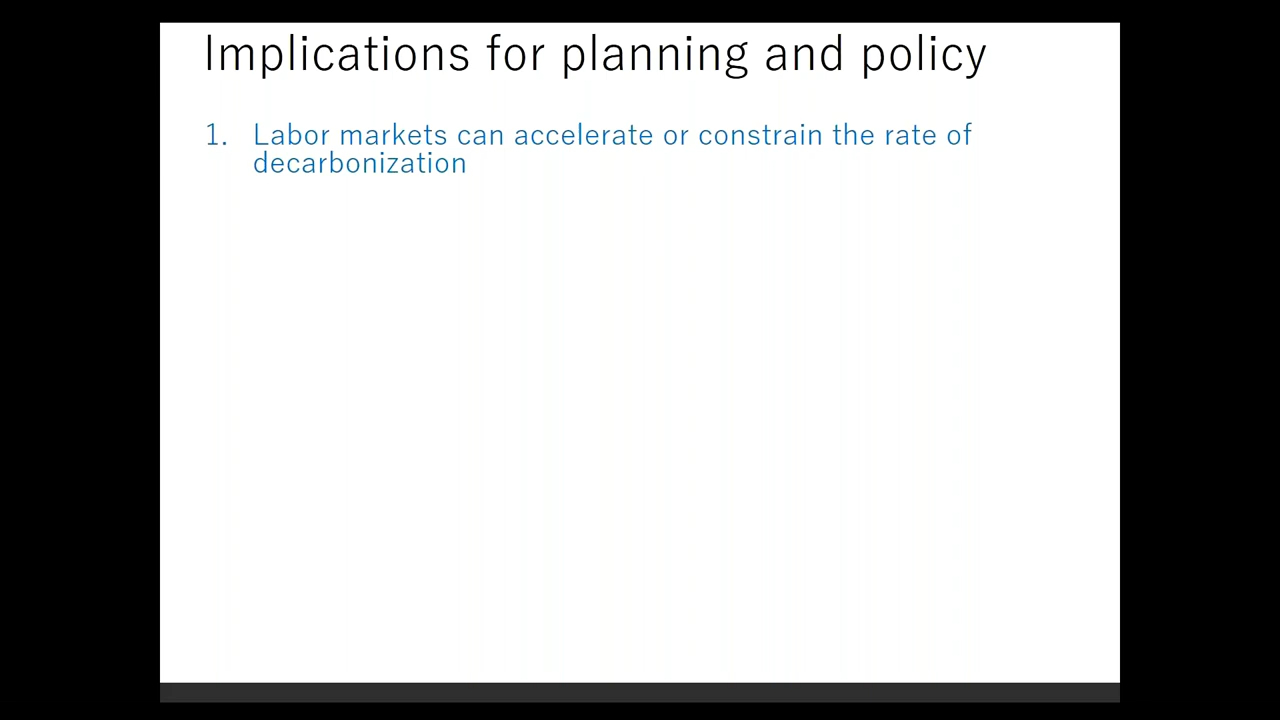 Implications for planning and policy
1. Labor markets can accelerate or constrain the rate of
decarbonization